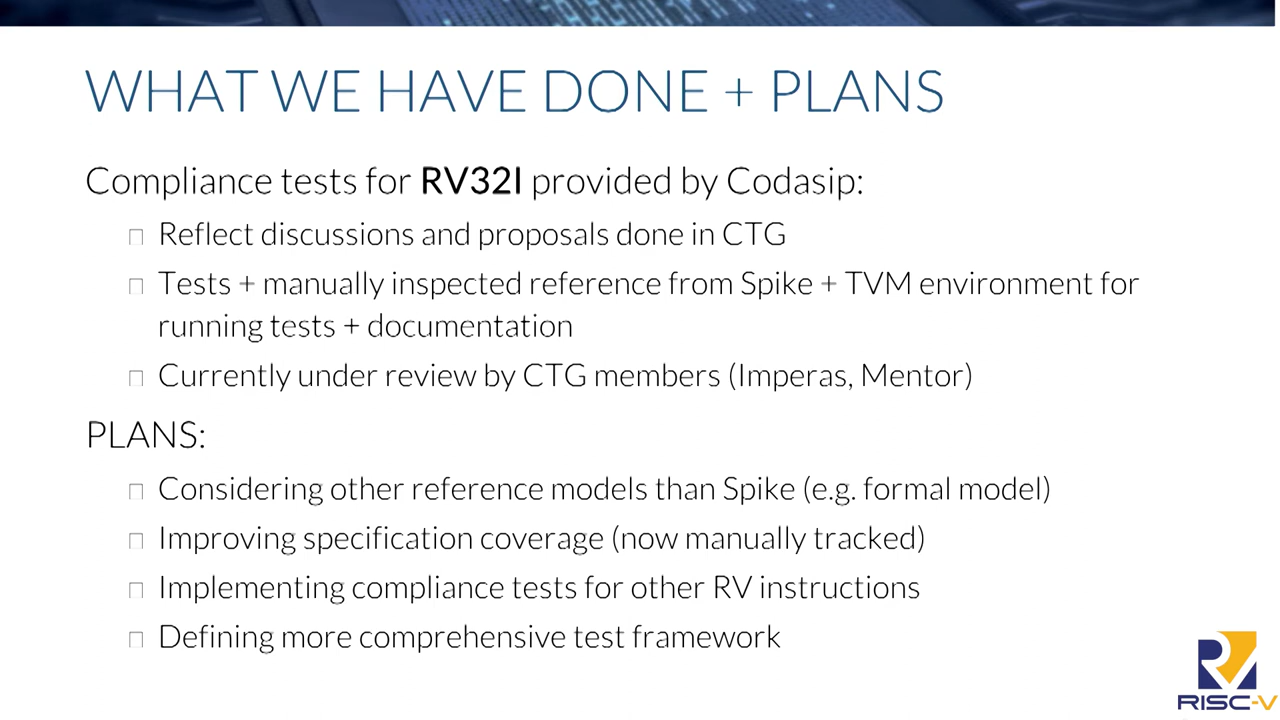 WHAT WE HAVE DONE + PLANS
Compliance tests for RV32I provided by Codasip:
Reflect discussions and proposals done in CTG
Tests + manually inspected reference from Spike + TVM environment for
running tests + documentation
Currently under review by CTG members (Imperas, Mentor)
PLANS:
Considering other reference models than Spike (e.g. formal model)
Improving specification coverage (now manually tracked)
Implementing compliance tests for other RV instructions
Defining more comprehensive test framework
RISC-V